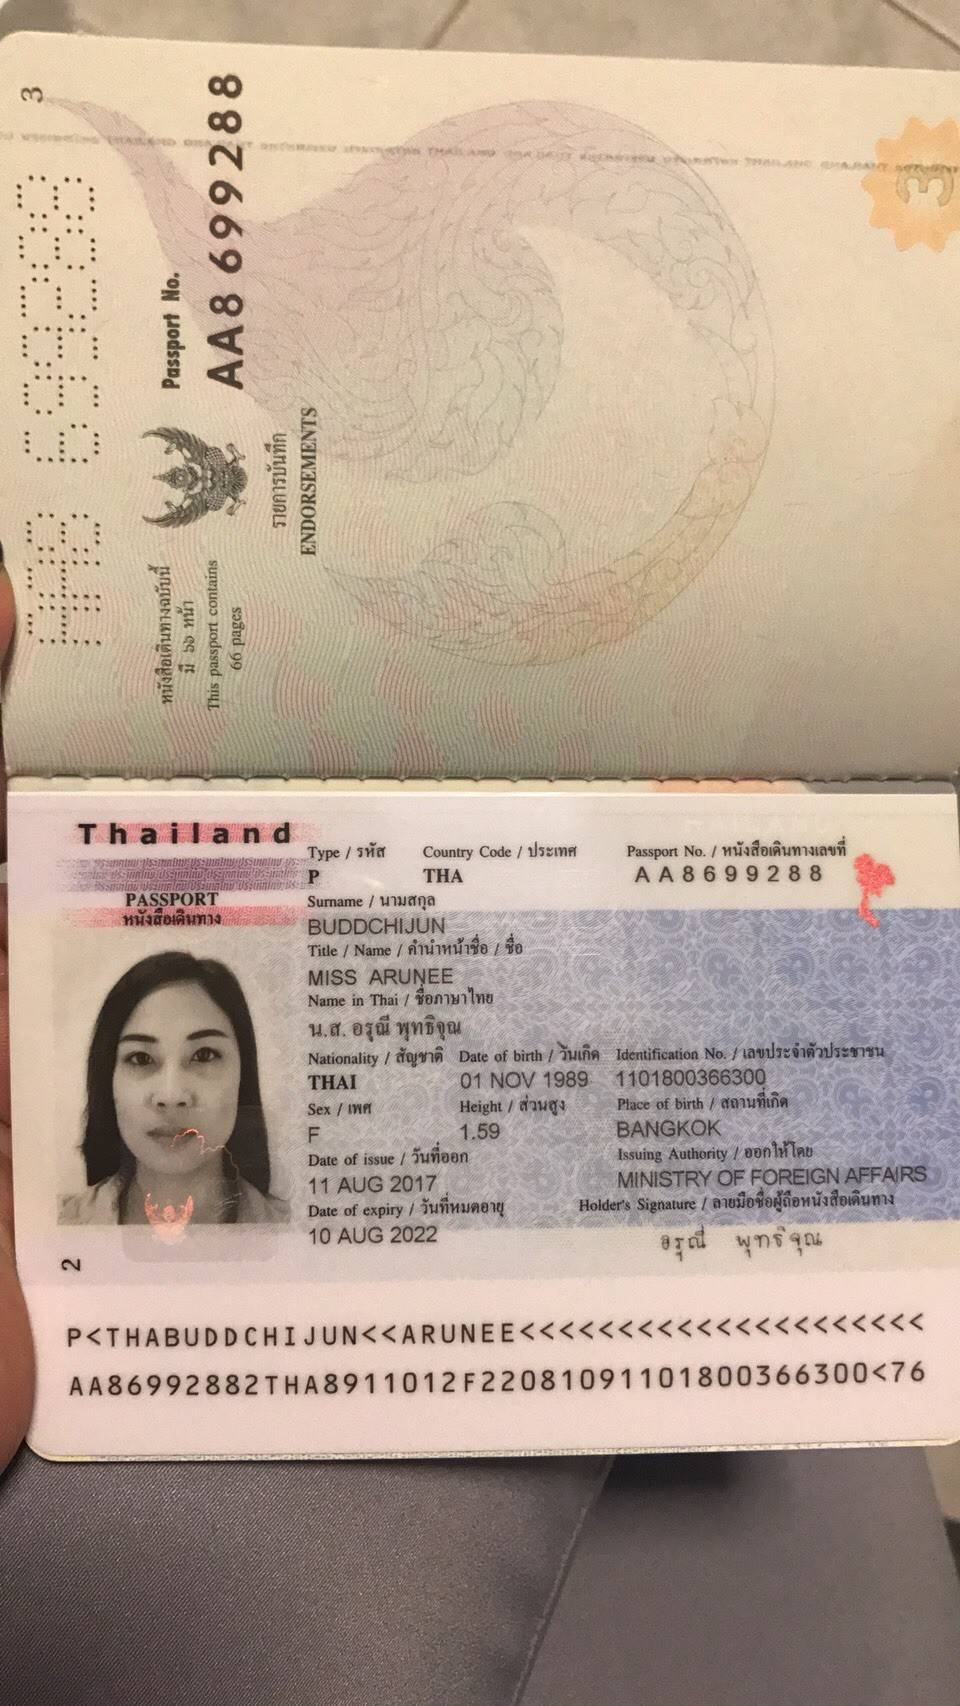 3
THA 699288
AA8699288
Passport No.
AA8699288
รายการบันทึก
ENDORSEMENTS
หนังสือเดินทางฉบับนี้
มี ๖๖ หน้า
This passport contains
66 pages
3
Thailand
PASSPORT
หนังสือเดินทาง
Type / รหัส Country Code / ประเทศ Passport No. / หนังสือเดินทางเลขที่
P THA AA8699288
Surname / นามสกุล
BUDDCHIJUN
Title / Name / คำนำหน้าชื่อ / ชื่อ
MISS ARUNEE
Name in Thai / ชื่อภาษาไทย
น.ส. อรุณี พุทธิจุณ
Nationality / สัญชาติ Date of birth / วันเกิด Identification No. / เลขประจำตัวประชาชน
THAI 01 NOV 1989 1101800366300
Sex / เพศ Height / ส่วนสูง Place of birth / สถานที่เกิด
F 1.59 BANGKOK
Date of issue / วันที่ออก Issuing Authority / ออกให้โดย
11 AUG 2017 MINISTRY OF FOREIGN AFFAIRS
Date of expiry / วันที่หมดอายุ Holder's Signature / ลายมือชื่อผู้ถือหนังสือเดินทาง
10 AUG 2022 อรุณี พุทธิจุณ
2
P<THABUDDCHIJUN<<ARUNEE<<<<<<<<<<<<<<<<<<<<<
AA86992882THA8911012F22081091101800366300<76